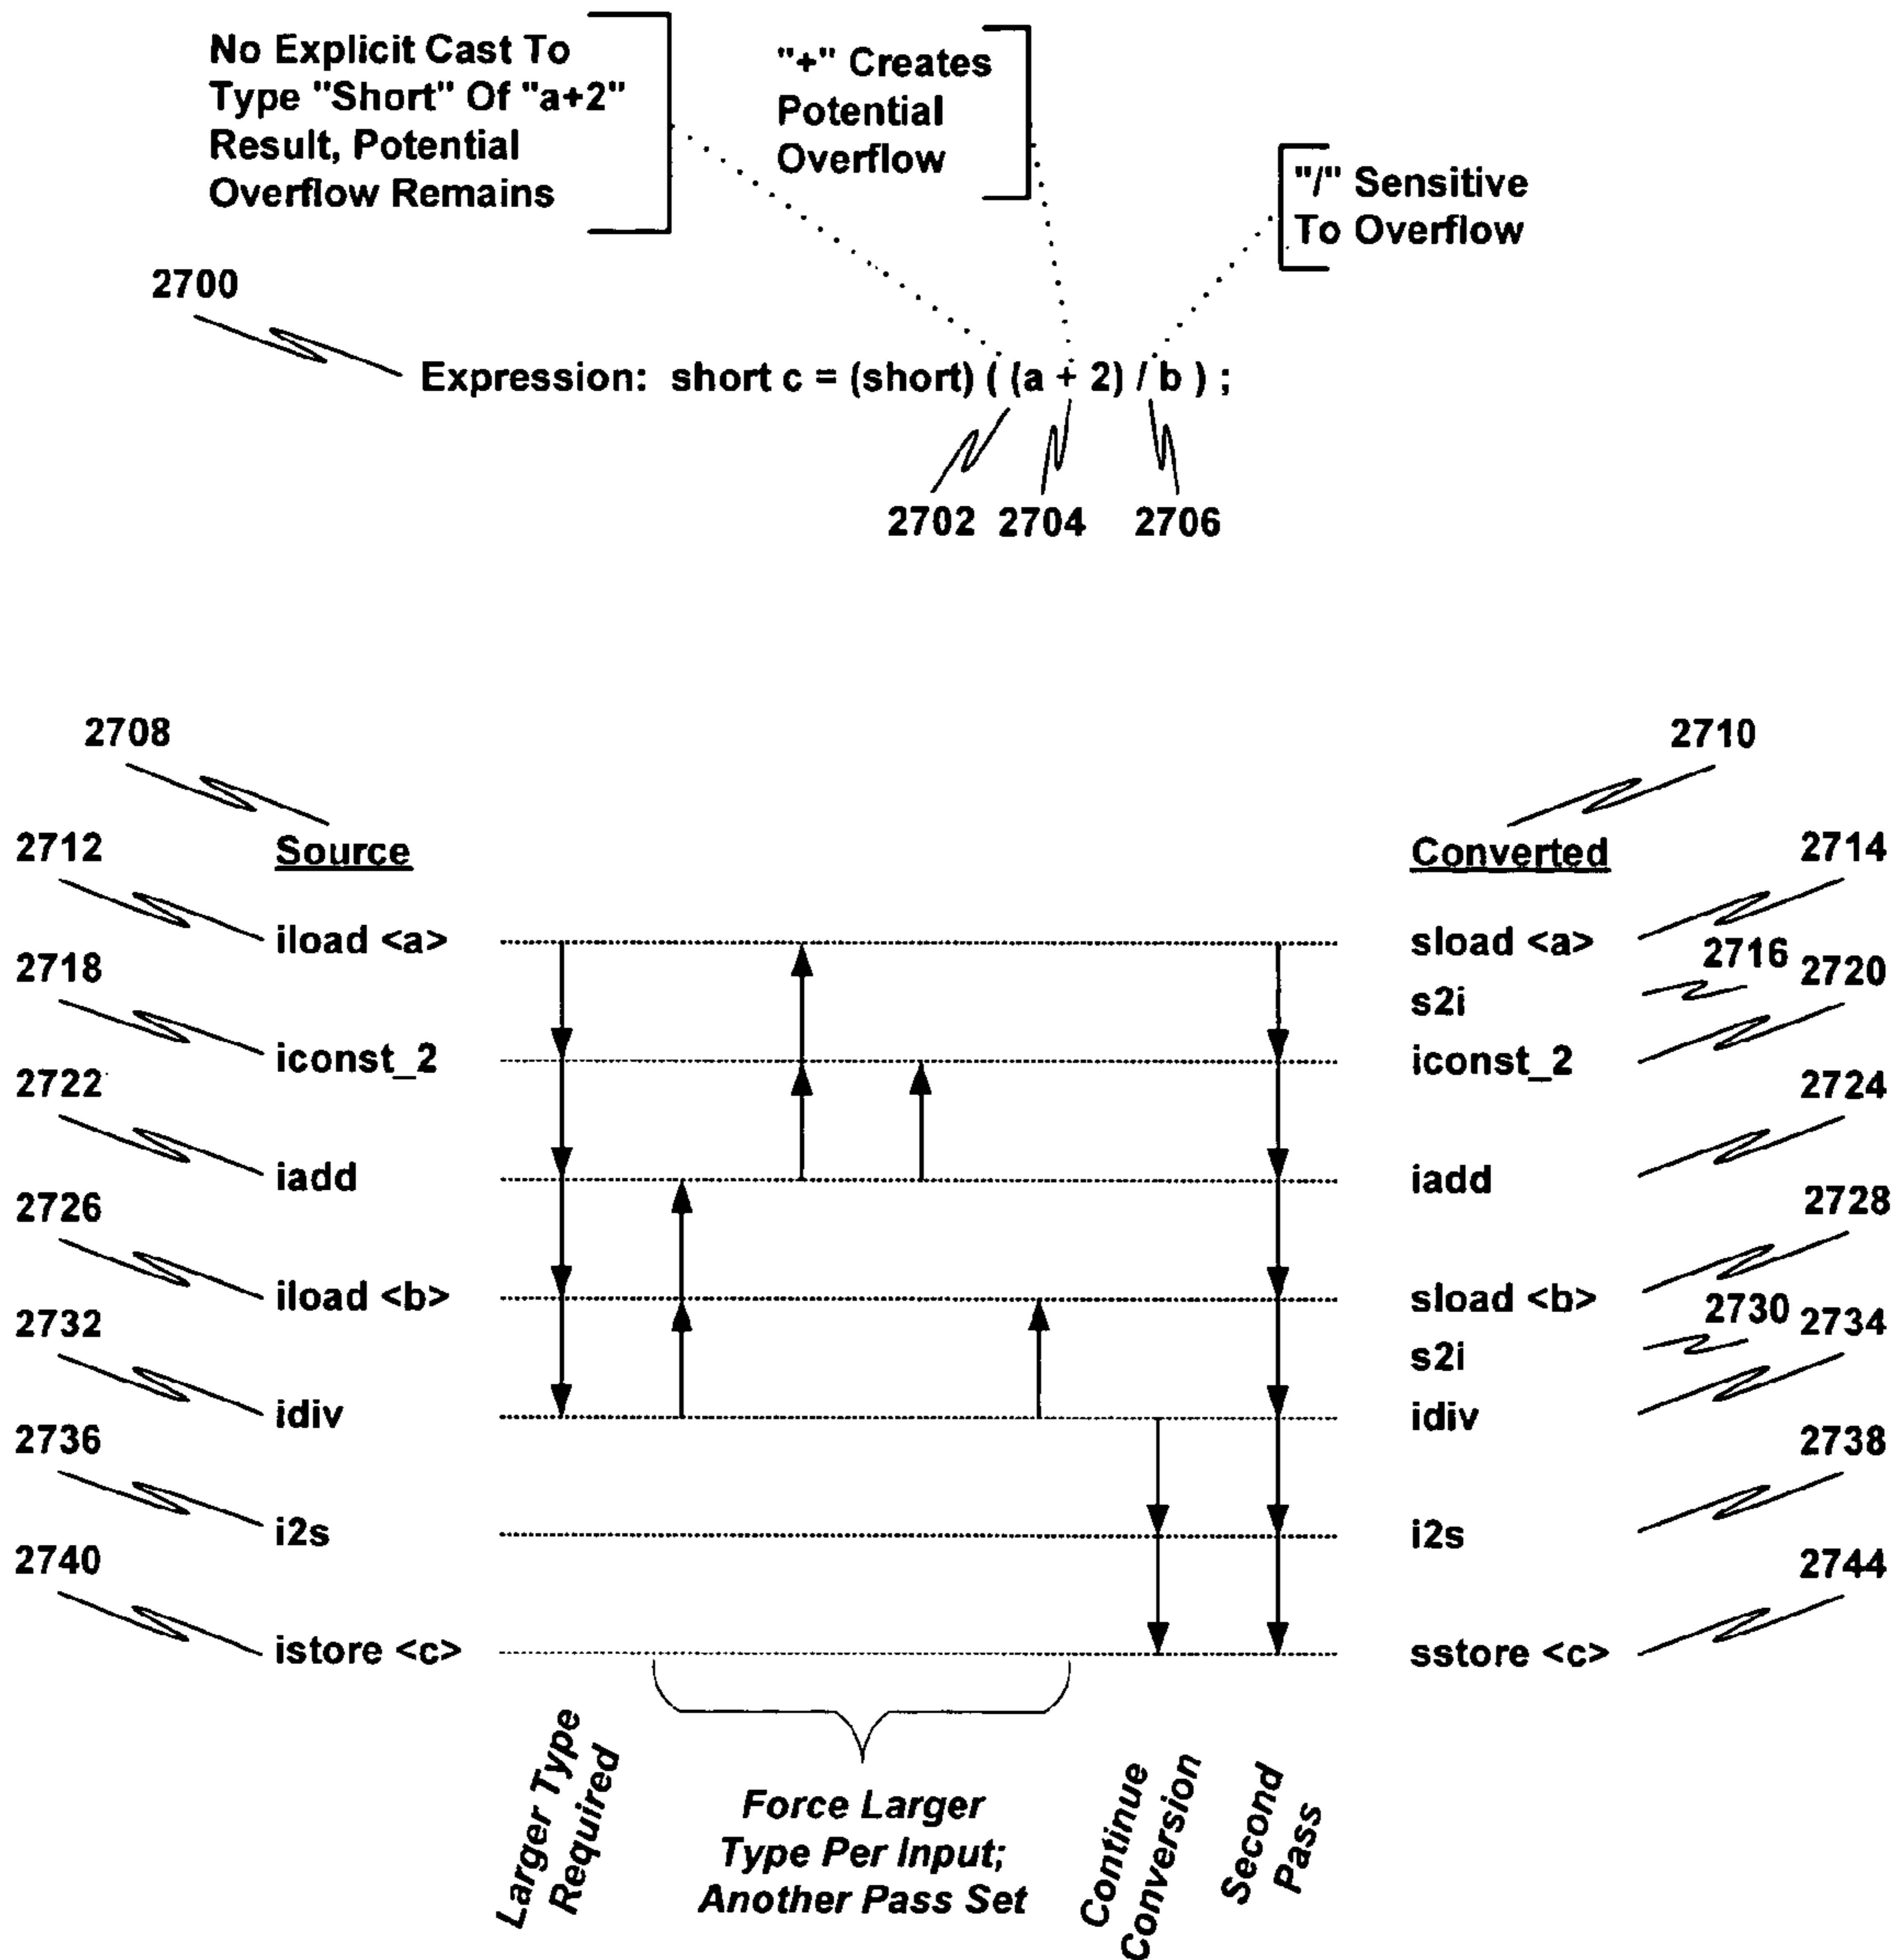 No Explicit Cast To
Type "Short" Of "a+2"
Result, Potential
Overflow Remains
"+" Creates
Potential
Overflow
"/" Sensitive
To Overflow
2700
Expression: short c = (short) ( (a + 2) / b ) ;
2702 2704 2706
2708
2710
2712
Source
Converted
2714
iload <a>
sload <a>
2716
2718
s2i
2720
iconst_2
iconst_2
2722
2724
iadd
iadd
2726
2728
iload <b>
sload <b>
2730
2732
s2i
2734
idiv
idiv
2736
2738
i2s
i2s
2740
2744
istore <c>
sstore <c>
Larger Type
Required
Force Larger
Type Per Input;
Another Pass Set
Continue
Conversion
Second
Pass